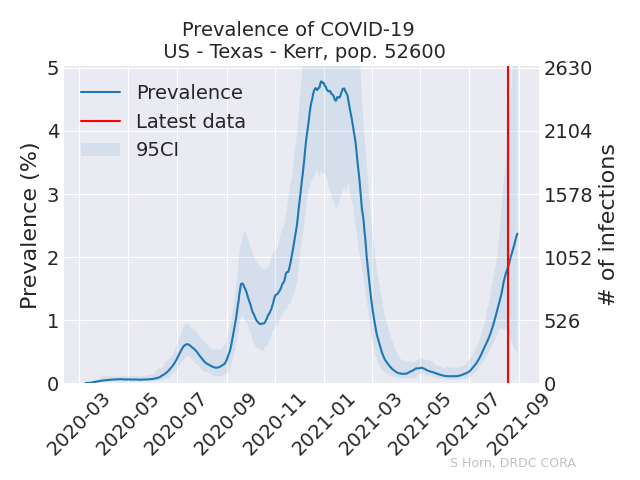 Prevalence of COVID-19
US - Texas - Kerr, pop. 52600
Prevalence
Latest data
95CI
Prevalence (%)
5
4
3
2
1
0
2630
2104
1578
1052
526
0
# of infections
2020-03
2020-05
2020-07
2020-09
2020-11
2021-01
2021-03
2021-05
2021-07
2021-09
S Horn, DRDC CORA